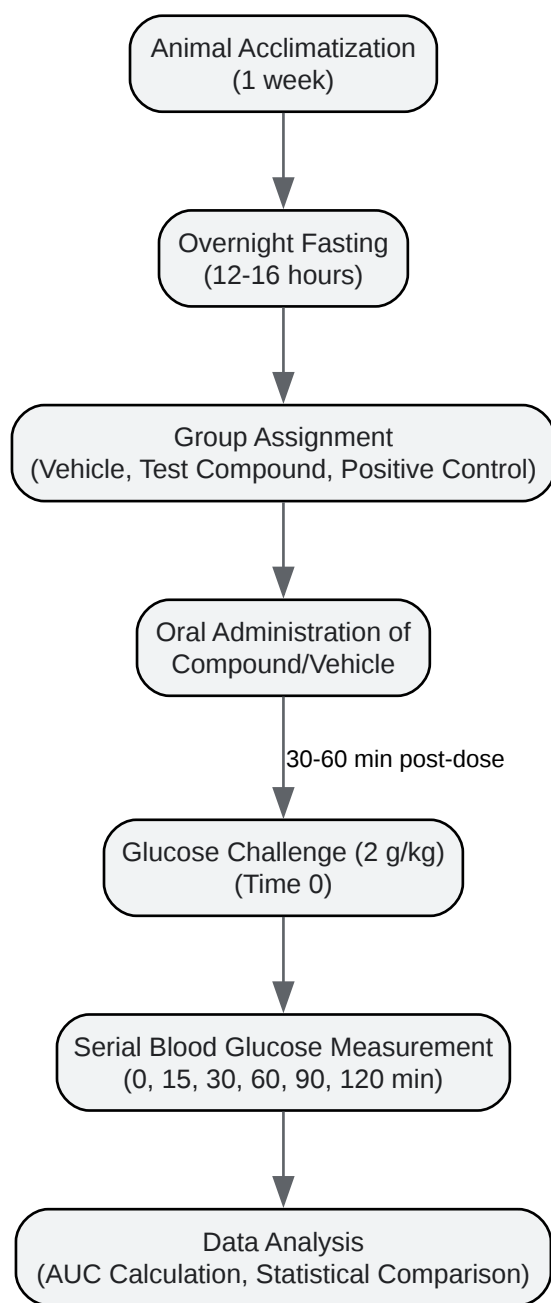 Animal Acclimatization
(1 week)
Overnight Fasting
(12-16 hours)
Group Assignment
(Vehicle, Test Compound, Positive Control)
Oral Administration of
Compound/Vehicle
30-60 min post-dose
Glucose Challenge (2 g/kg)
(Time 0)
Serial Blood Glucose Measurement
(0, 15, 30, 60, 90, 120 min)
Data Analysis
(AUC Calculation, Statistical Comparison)